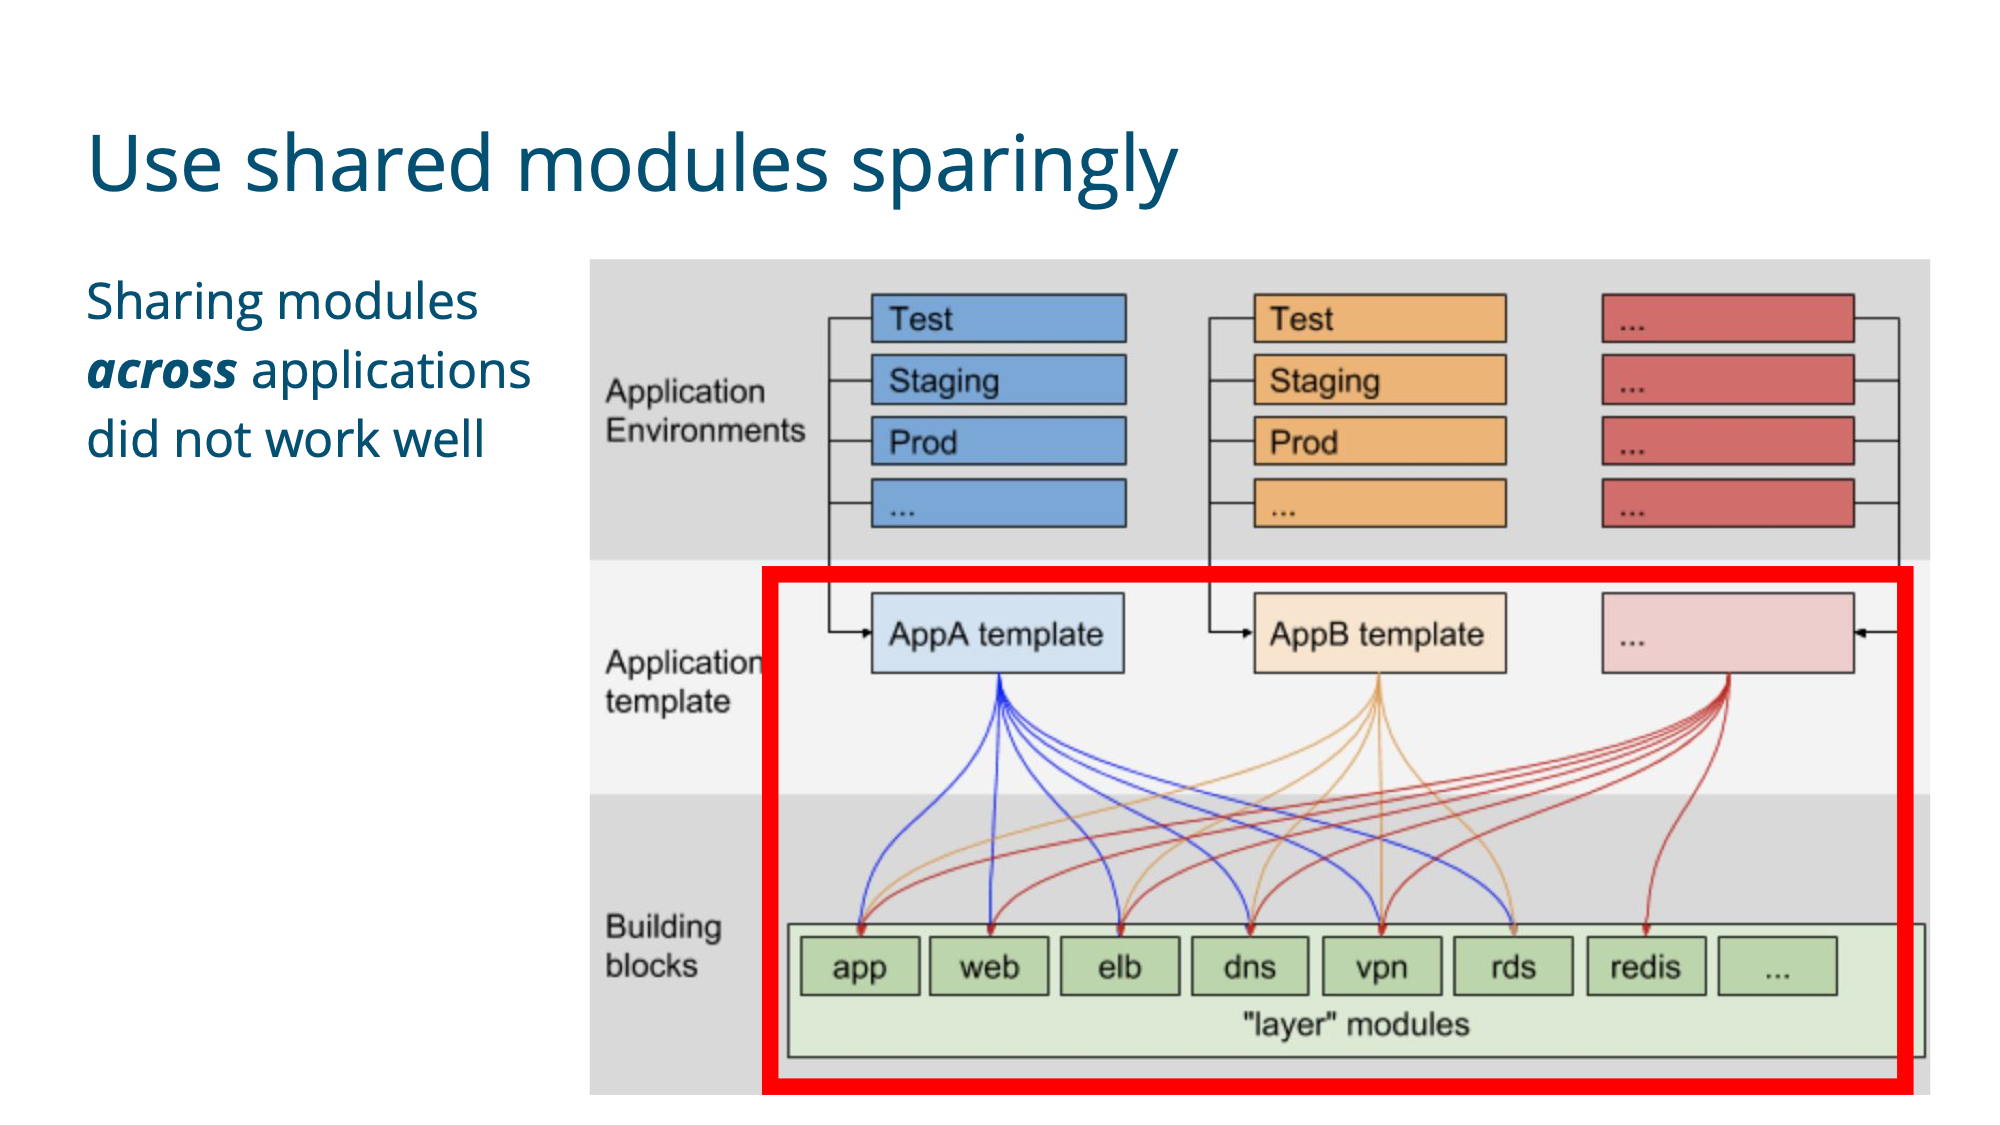 Use shared modules sparingly
Sharing modules
across applications
did not work well
Application
Environments
Test
Staging
Prod
...
Test
Staging
Prod
...
...
...
...
...
Application
template
AppA template
AppB template
...
Building
blocks
app
web
elb
dns
vpn
rds
redis
...
"layer" modules